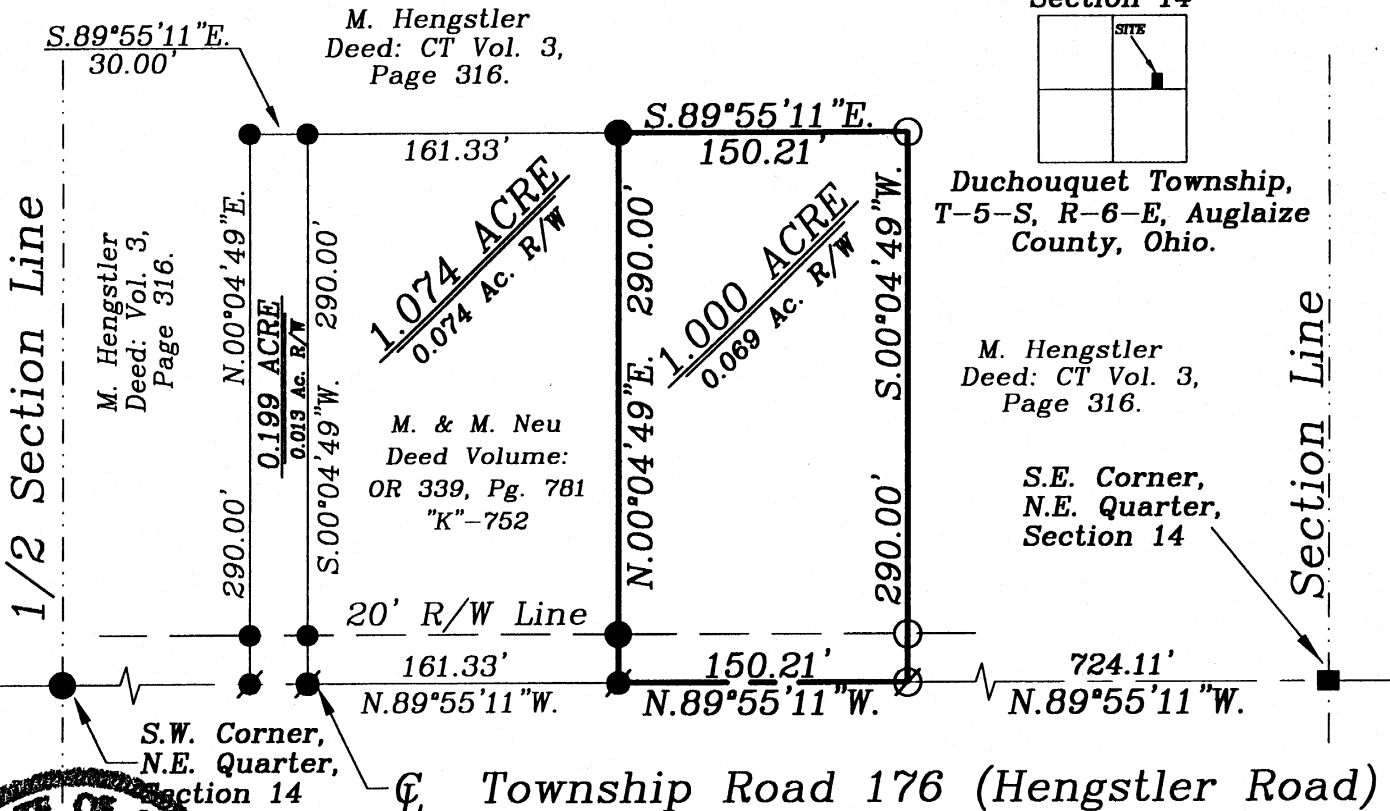 Section 14
SITE
Duchouquet Township,
T-5-S, R-6-E, Auglaize
County, Ohio.
M. Hengstler
Deed: CT Vol. 3,
Page 316.
S.89°55'11"E.
30.00'
S.89°55'11"E.
150.21'
161.33'
1/2 Section Line
M. Hengstler
Deed: Vol. 3,
Page 316.
N.00°04'49"E.
290.00'
0.199 ACRE
0.013 Ac. R/W
290.00'
S.00°04'49"W.
1.074 ACRE
0.074 Ac. R/W
M. & M. Neu
Deed Volume:
OR 339, Pg. 781
"K"-752
290.00'
N.00°04'49"E.
1.000 ACRE
0.069 Ac. R/W
S.00°04'49"W.
290.00'
M. Hengstler
Deed: CT Vol. 3,
Page 316.
S.E. Corner,
N.E. Quarter,
Section 14
Section Line
20' R/W Line
161.33'
N.89°55'11"W.
150.21'
N.89°55'11"W.
724.11'
N.89°55'11"W.
S.W. Corner,
N.E. Quarter,
Section 14
℄ Township Road 176 (Hengstler Road)
OF